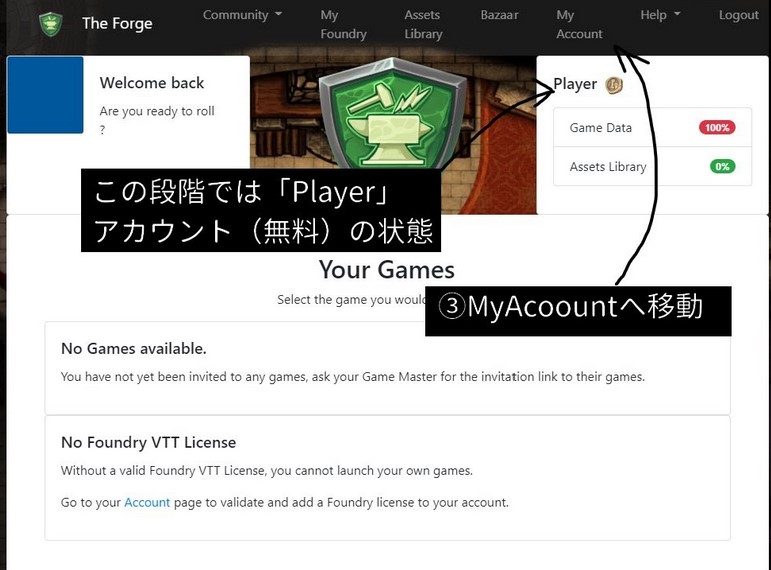 The Forge
Community
My Foundry
Assets Library
Bazaar
My Account
Help
Logout
Welcome back
Are you ready to roll
?
Player
Game Data 100%
Assets Library 0%
この段階では「Player」
アカウント（無料）の状態
Your Games
Select the game you would
③MyAcoountへ移動
No Games available.
You have not yet been invited to any games, ask your Game Master for the invitation link to their games.
No Foundry VTT License
Without a valid Foundry VTT License, you cannot launch your own games.
Go to your Account page to validate and add a Foundry license to your account.